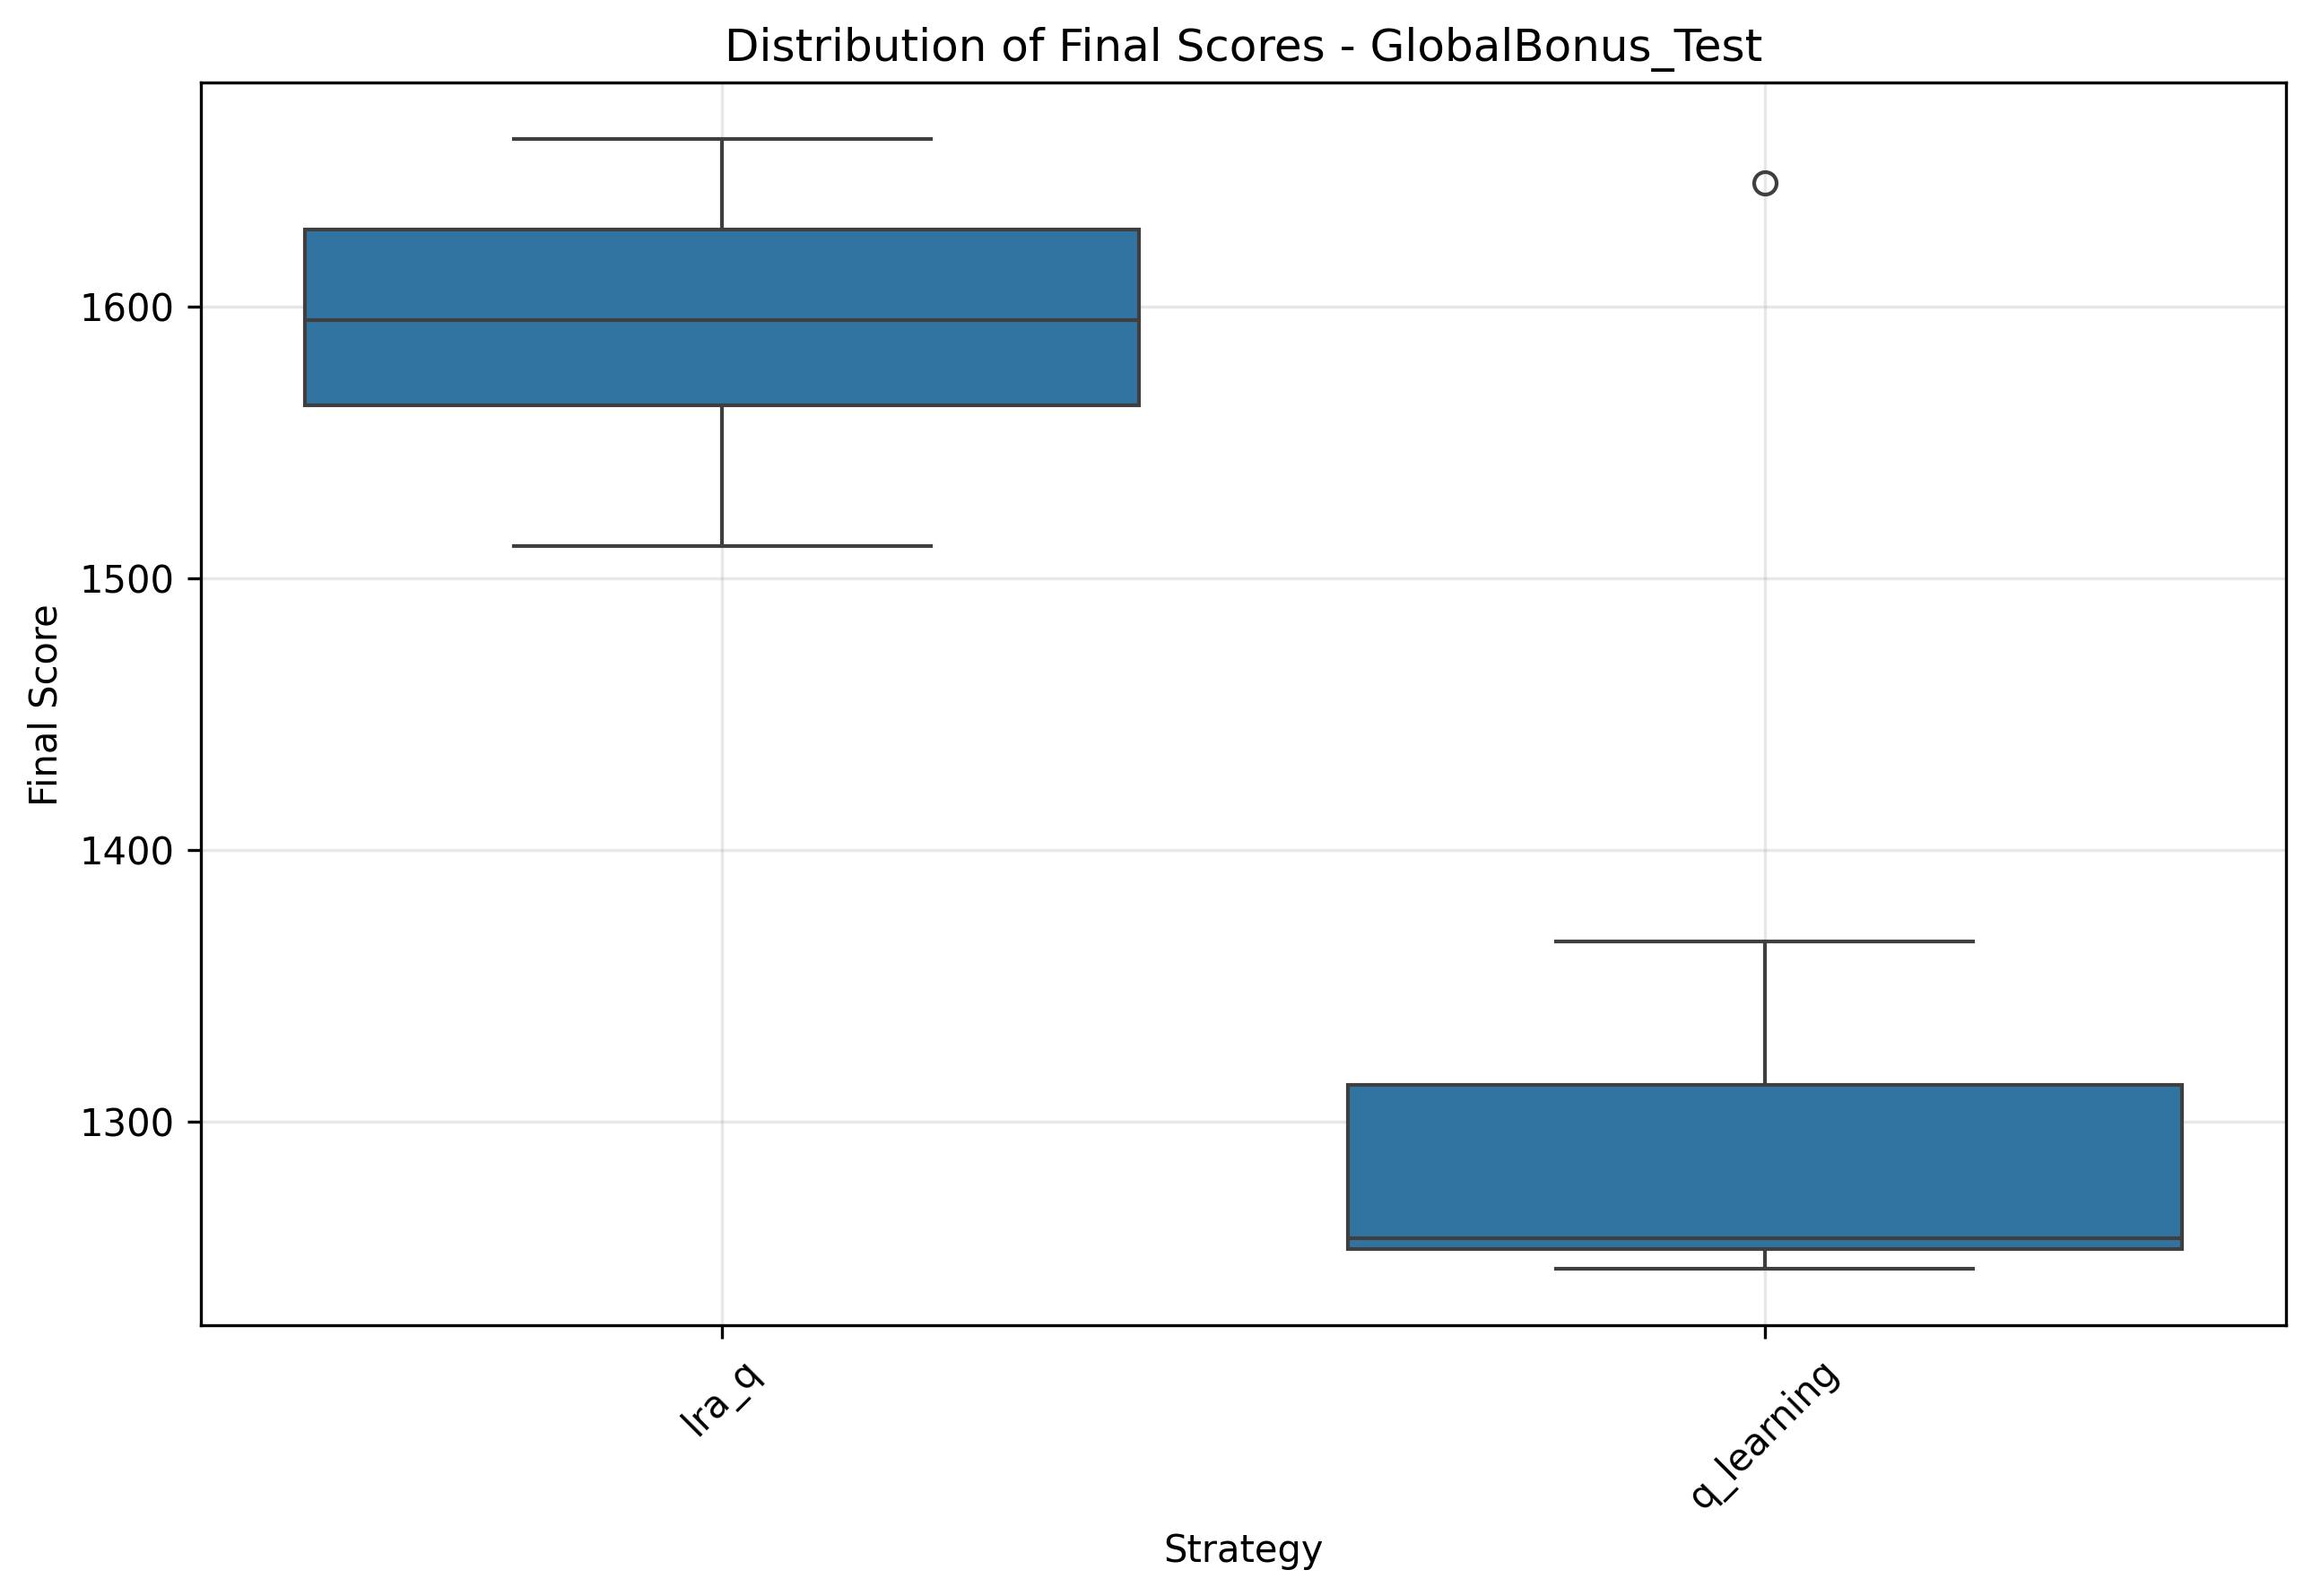 Distribution of Final Scores - GlobalBonus_Test
Final Score
1600
1500
1400
1300
lra_q
q_learning
Strategy